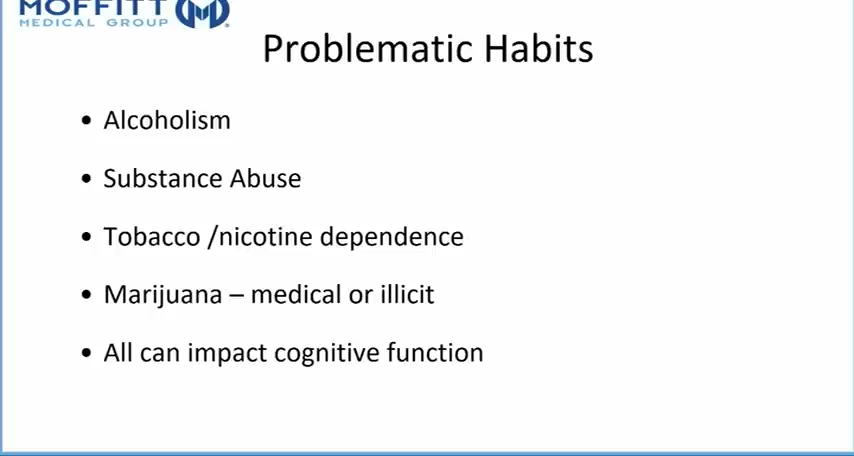 MOFFITT
MEDICAL GROUP
Problematic Habits
• Alcoholism
• Substance Abuse
• Tobacco /nicotine dependence
• Marijuana – medical or illicit
• All can impact cognitive function